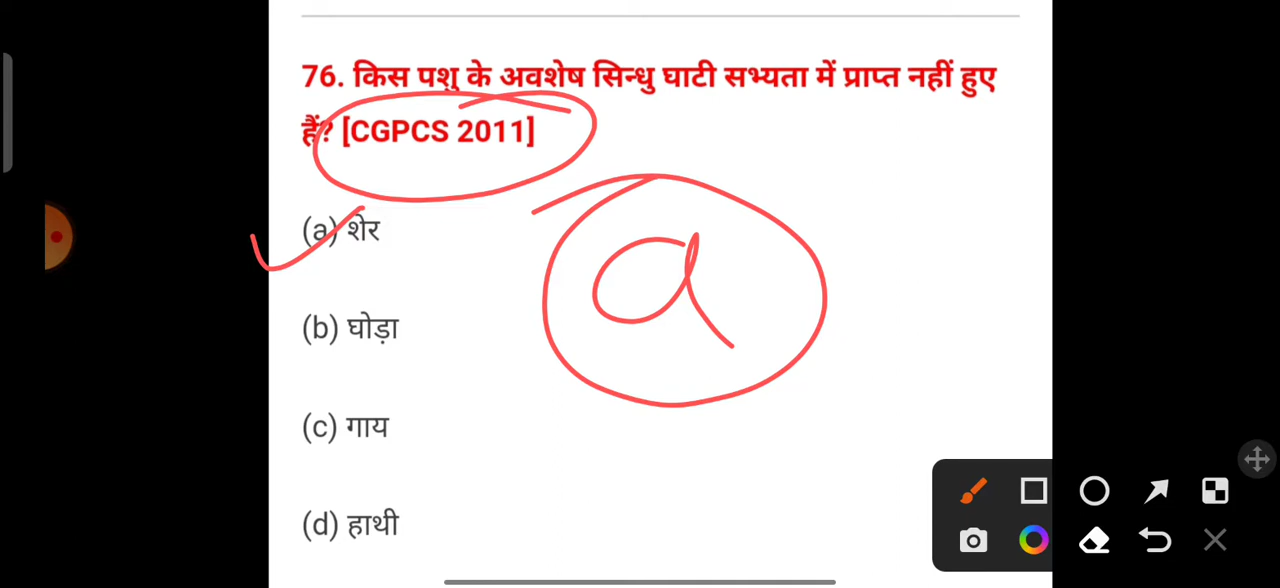 76. किस पशु के अवशेष सिन्धु घाटी सभ्यता में प्राप्त नहीं हुए
हैं? [CGPCS 2011]
(a) शेर
a
(b) घोड़ा
(c) गाय
(d) हाथी